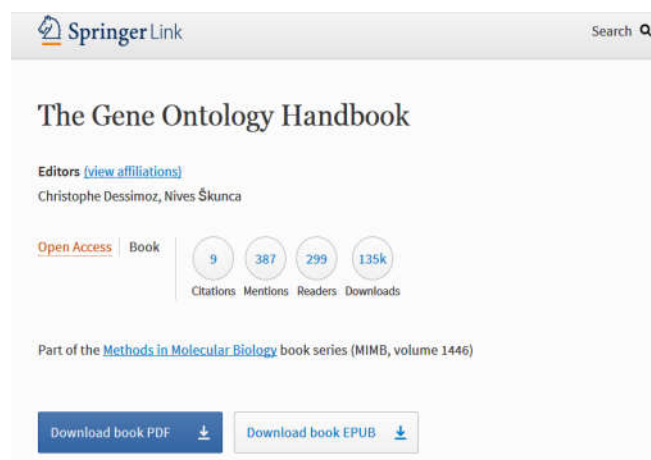 Springer Link
Search
The Gene Ontology Handbook
Editors (view affiliations)
Christophe Dessimoz, Nives Škunca
Open Access Book
9 387 299 135k
Citations Mentions Readers Downloads
Part of the Methods in Molecular Biology book series (MIMB, volume 1446)
Download book PDF
Download book EPUB